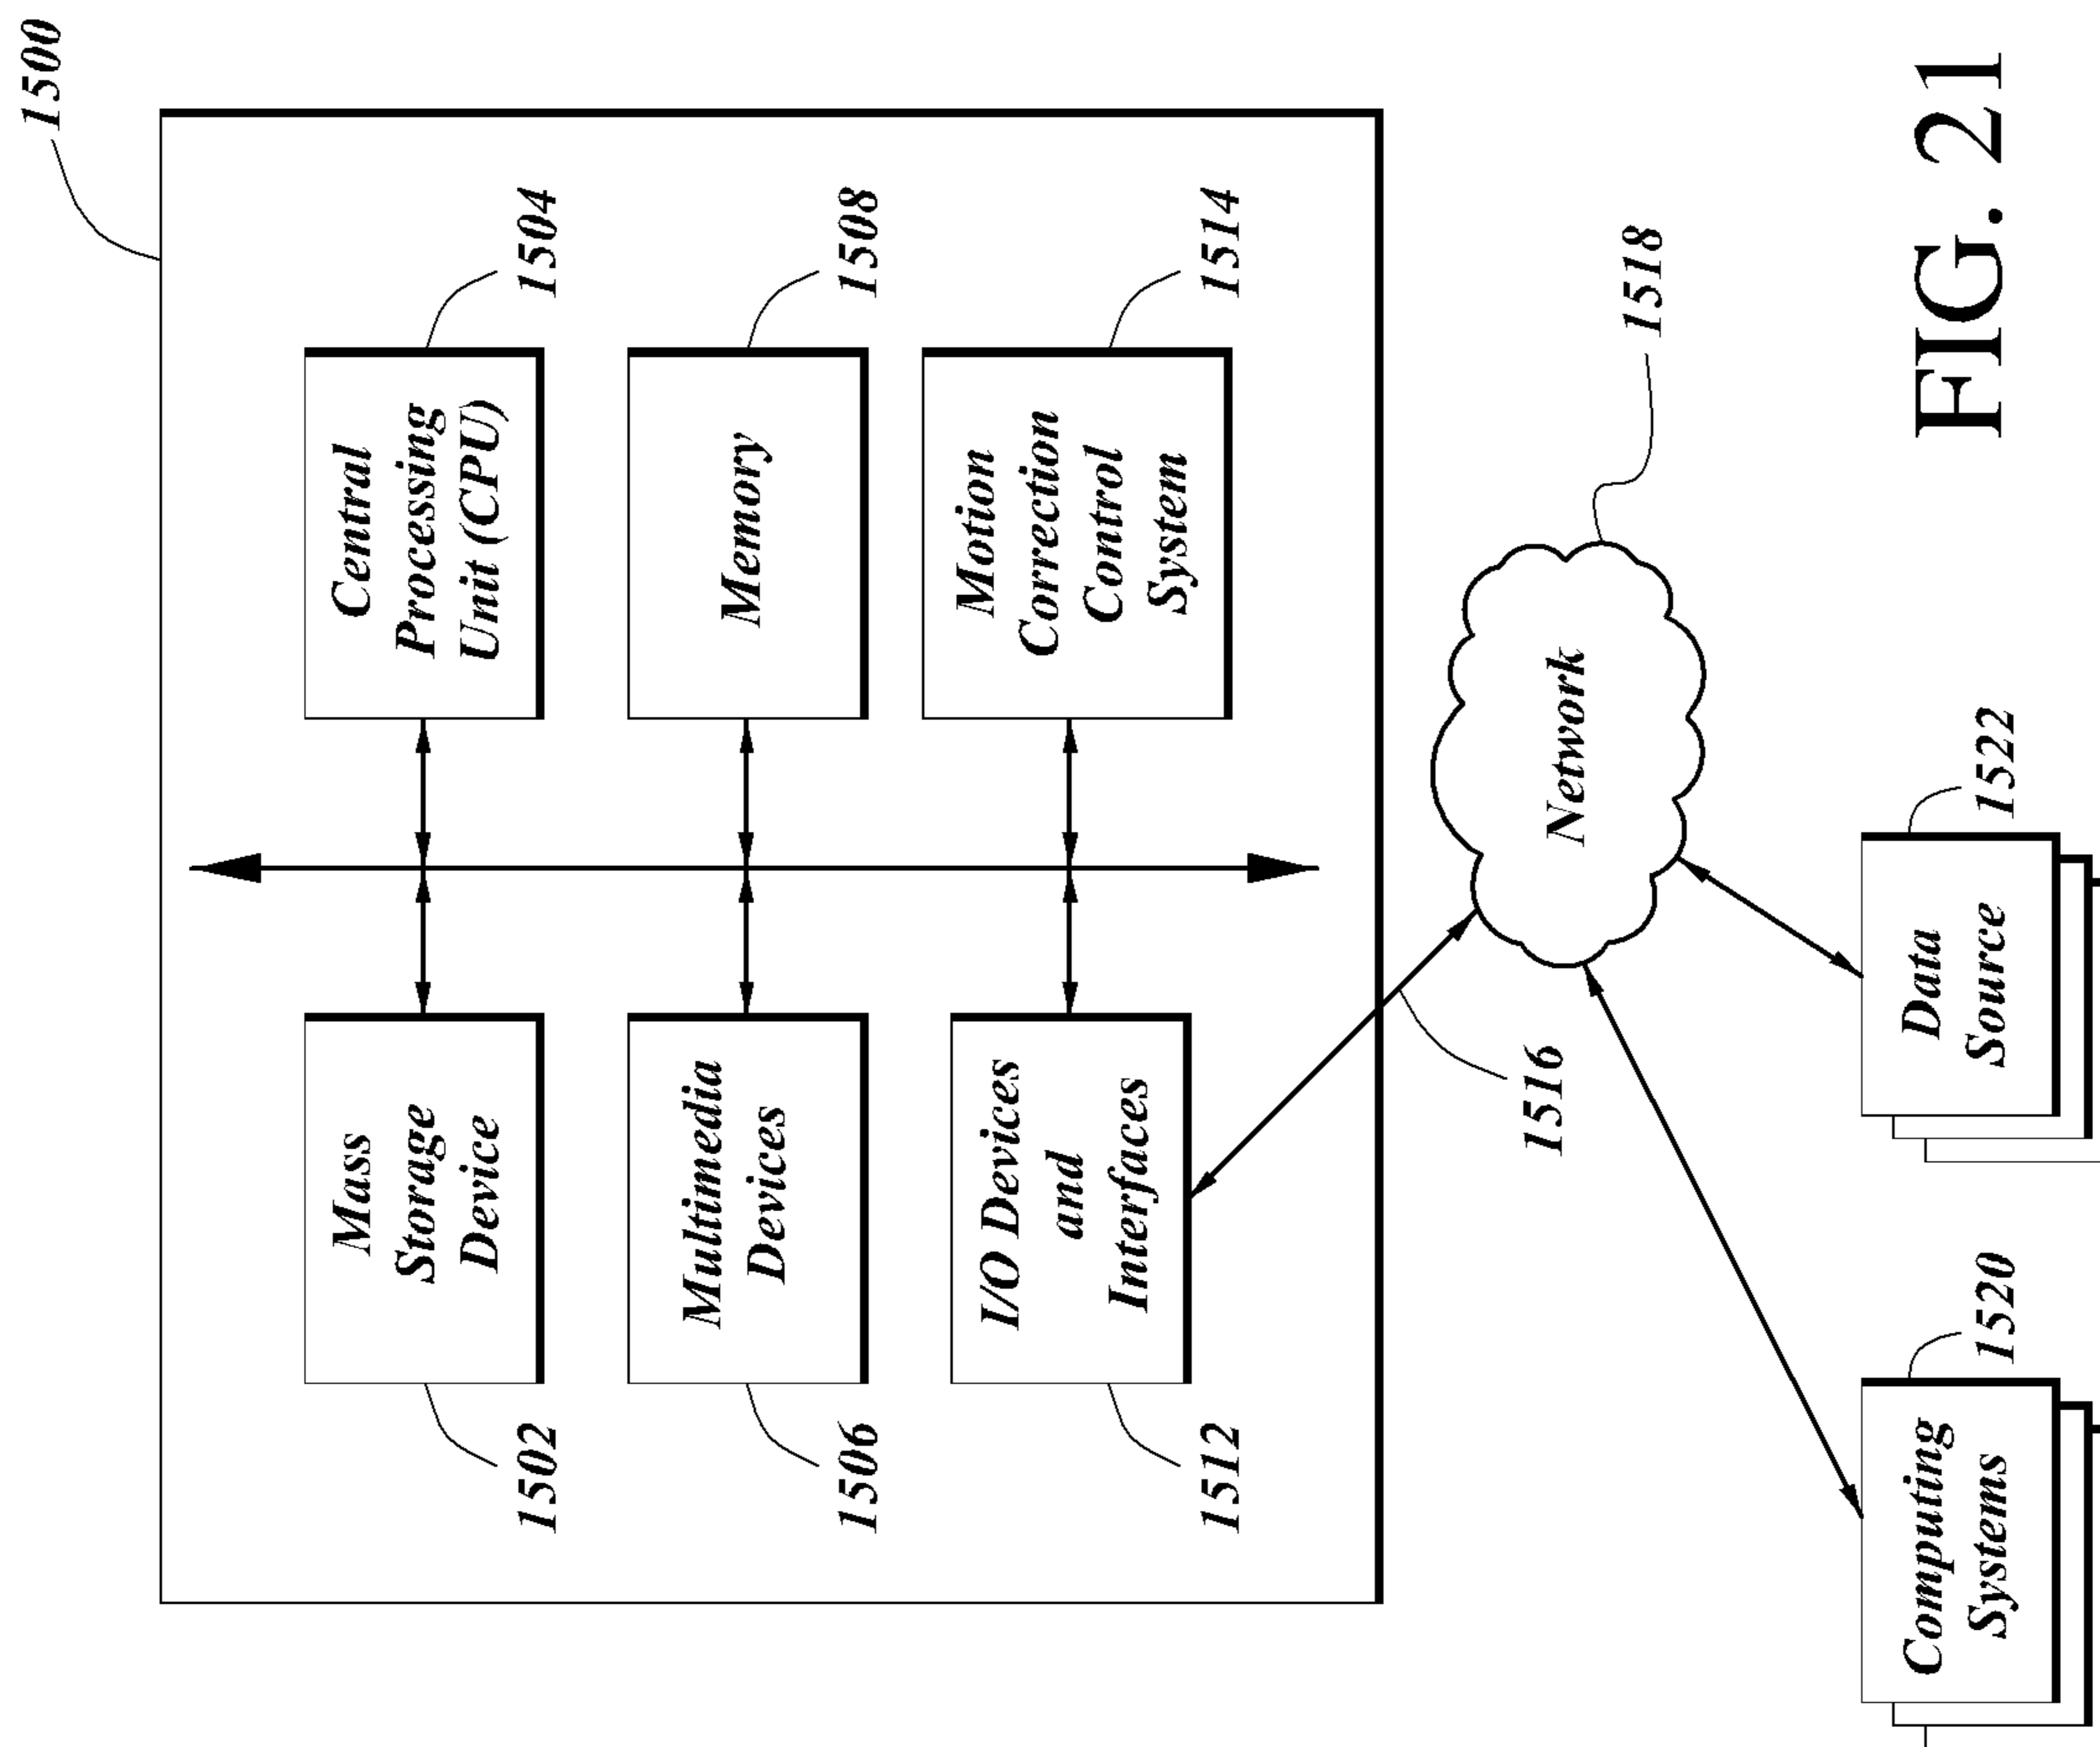 1500
Mass
Storage
Device
1502
Central
Processing
Unit (CPU)
1504
Multimedia
Devices
1506
Memory
1508
I/O Devices
and
Interfaces
1512
Motion
Correction
Control
System
1514
1516
Network
1518
Computing
Systems
1520
Data
Source
1522
FIG. 21